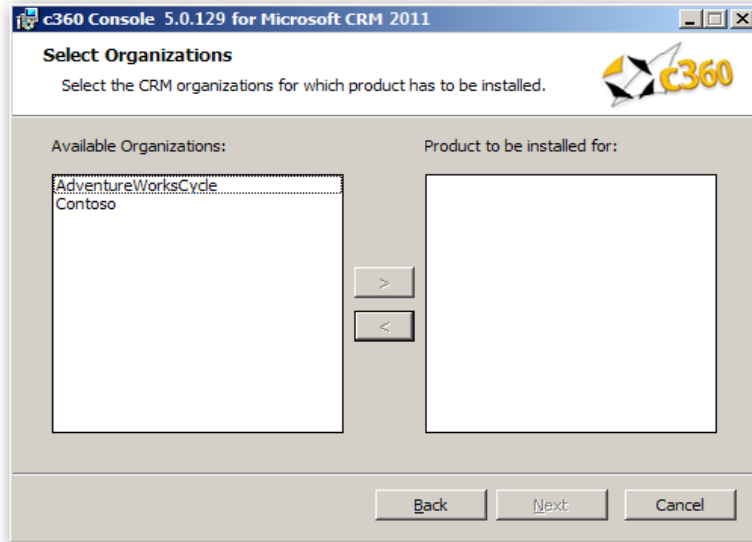 c360 Console 5.0.129 for Microsoft CRM 2011
Select Organizations
Select the CRM organizations for which product has to be installed.
c360
Available Organizations:
Product to be installed for:
AdventureWorksCycle
Contoso
>
<
Back
Next
Cancel